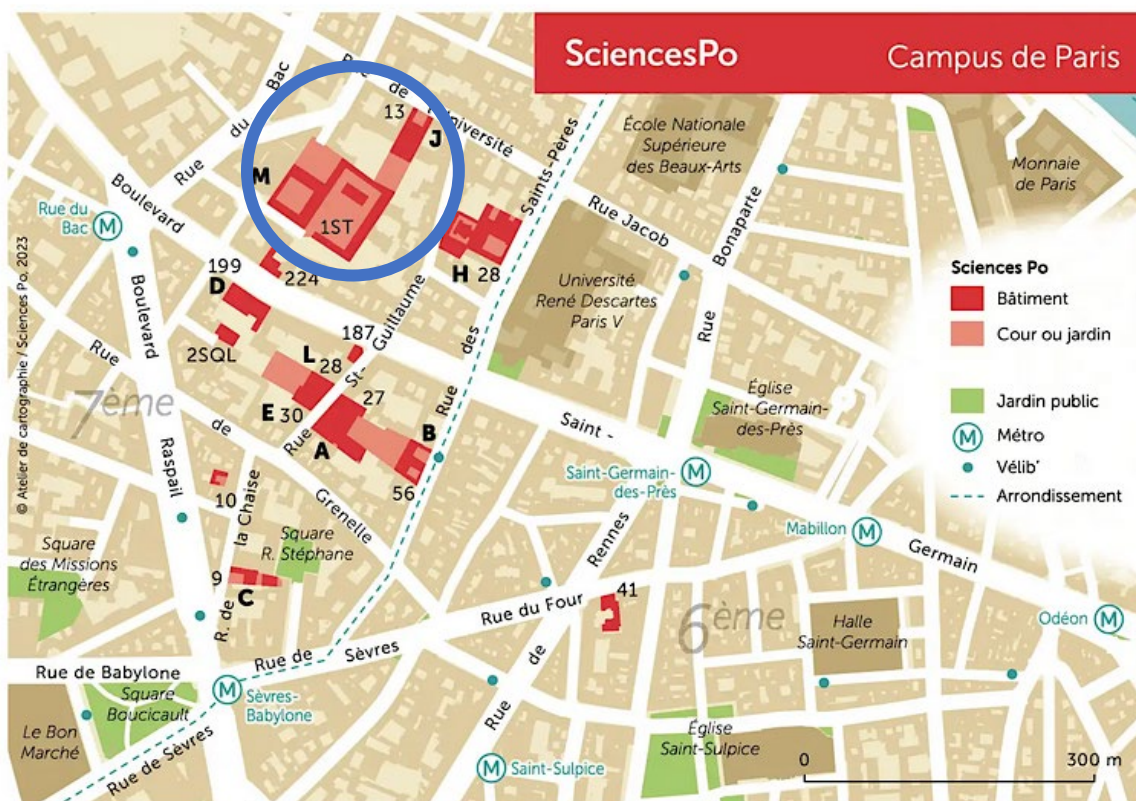 SciencesPo
Campus de Paris
Rue de l'Université
Rue du Bac
13
J
M
1ST
Boulevard
Saint -
Germain
Rue du
Bac
199
D
224
2SQL
187
L
28
E
30
A
27
B
56
H
28
Rue St-Guillaume
Rue des Saints-Pères
École Nationale
Supérieure
des Beaux-Arts
Monnaie
de Paris
Rue Jacob
Rue Bonaparte
Université
René Descartes
Paris V
Sciences Po
Bâtiment
Cour ou jardin
Jardin public
Métro
Vélib'
Arrondissement
Église
Saint-Germain-
des-Prés
Saint-Germain-
des-Prés
Mabillon
Odéon
© Atelier de cartographie / Sciences Po, 2023
7ème
Boulevard
Raspail
Rue de Grenelle
10
R. de la Chaise
Square
R. Stéphane
Square
des Missions
Étrangères
9
C
Rue de Rennes
Rue du Four
41
6ème
Halle
Saint-Germain
Rue de Babylone
Rue de Sèvres
Square
Boucicault
Sèvres-
Babylone
Le Bon
Marché
Rue de Sèvres
Saint-Sulpice
Église
Saint-Sulpice
0
300 m